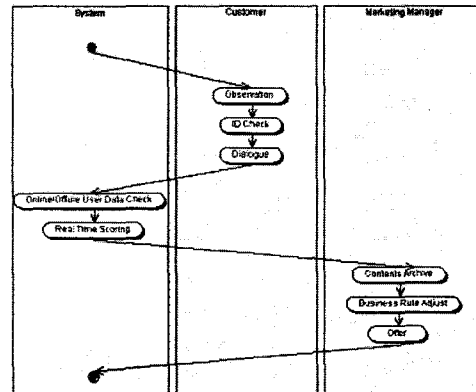 System
Customer
Marketing Manager
Observation
ID Check
Dialogue
Online/Offline User Data Check
Real Time Scoring
Contents Archive
Business Rule Adjust
Offer